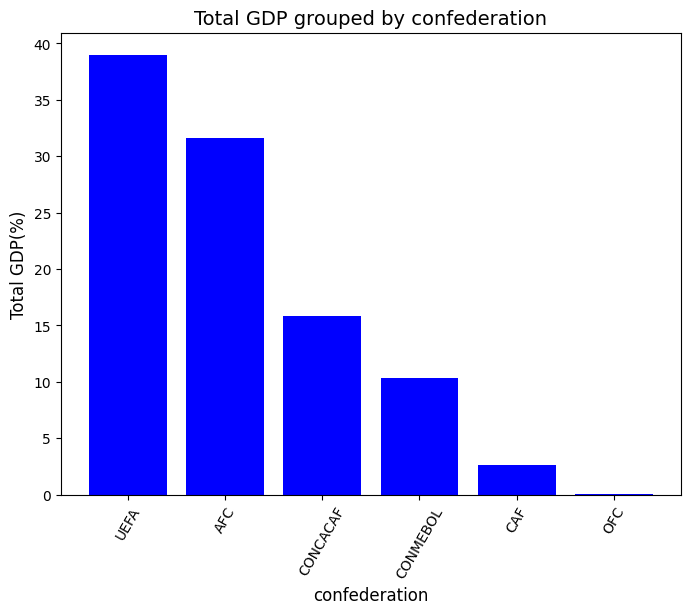 Total GDP grouped by confederation
Total GDP(%)
40
35
30
25
20
15
10
5
0
UEFA
AFC
CONCACAF
CONMEBOL
CAF
OFC
confederation